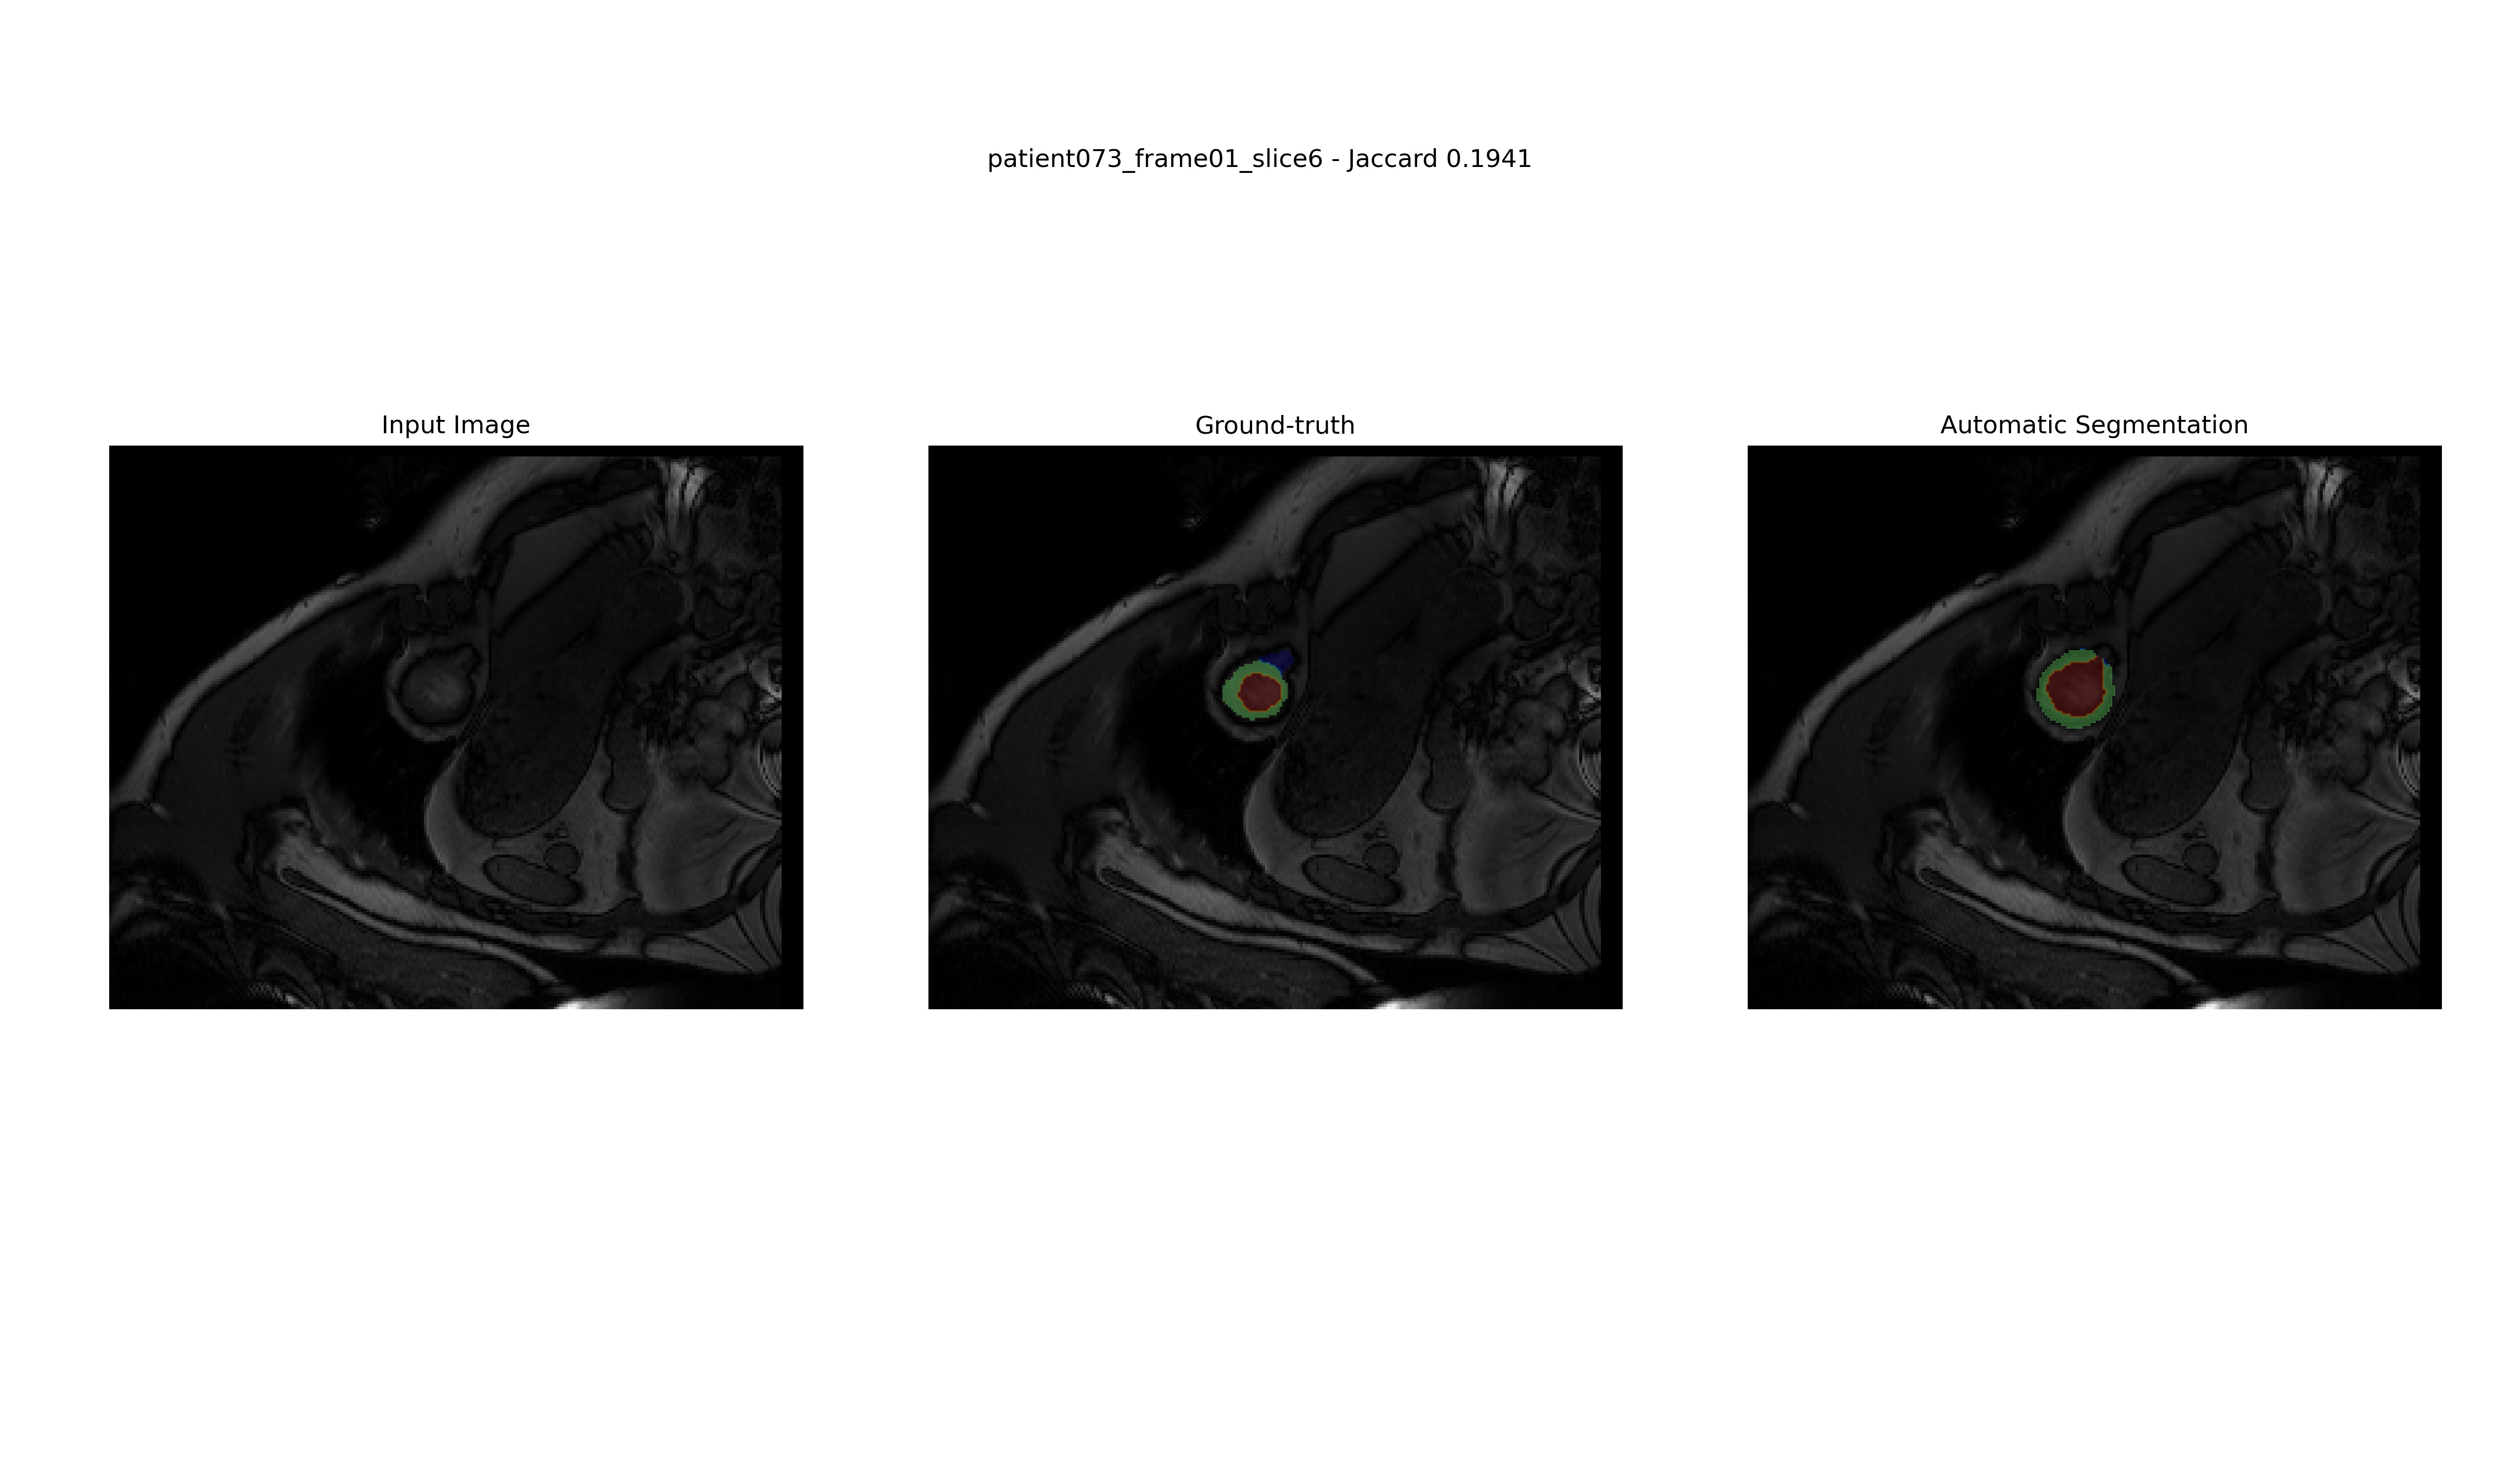 patient073_frame01_slice6 - Jaccard 0.1941
Input Image
Ground-truth
Automatic Segmentation